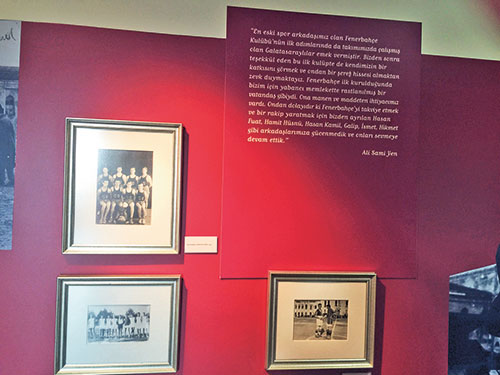 "En eski spor arkadaşımız olan Fenerbahçe
Kulübü'nün ilk adımlarında da takımımızda çalışmış
olan Galatasaraylılar emek vermiştir. Bizden sonra
teşekkül eden bu ilk kulüpte de kendimizin bir
katkısını görmek ve ondan bir şeref hissesi almaktan
zevk duymaktayız. Fenerbahçe ilk kurulduğunda
bizim için yabancı memlekette rastlanılmış bir
vatandaş gibiydi. Ona manen ve maddeten ihtiyacımız
vardı. Ondan dolayıdır ki Fenerbahçe'yi takviye etmek
ve bir rakip yaratmak için bizden ayrılan Hasan
Fuat, Hamit Hüsnü, Hasan Kamil, Galip, İsmet, Hikmet
gibi arkadaşlarımıza gücenmedik ve onları sevmeye
devam ettik."
Ali Sami Yen